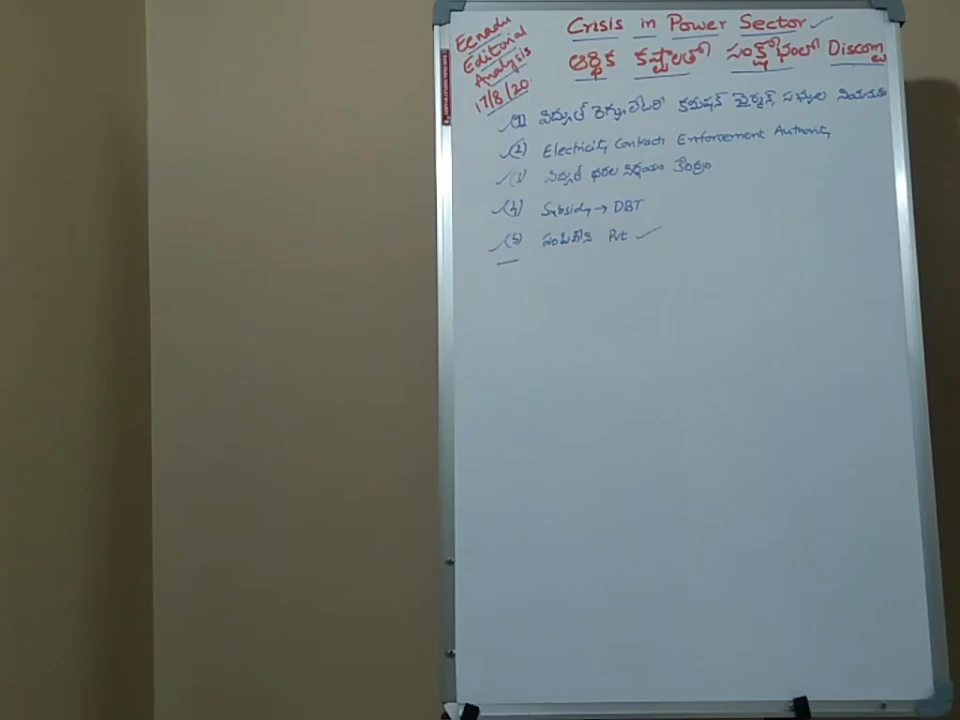 Eenadu
Editorial
Analysis
17/8/20
Crisis in Power Sector
ఆర్థిక కష్టాలతో సంక్షోభంలో Discomల
(1) విద్యుత్ రెగ్యులేటరీ కమీషన్ ఛైర్మన్, సభ్యుల నియామకం
(2) Electricity Contract Enforcement Authority
(3) విద్యుత్ ధరల నిర్ణయం కేంద్రం
(4) Subsidy → DBT
(5) పంపిణీని Pvt